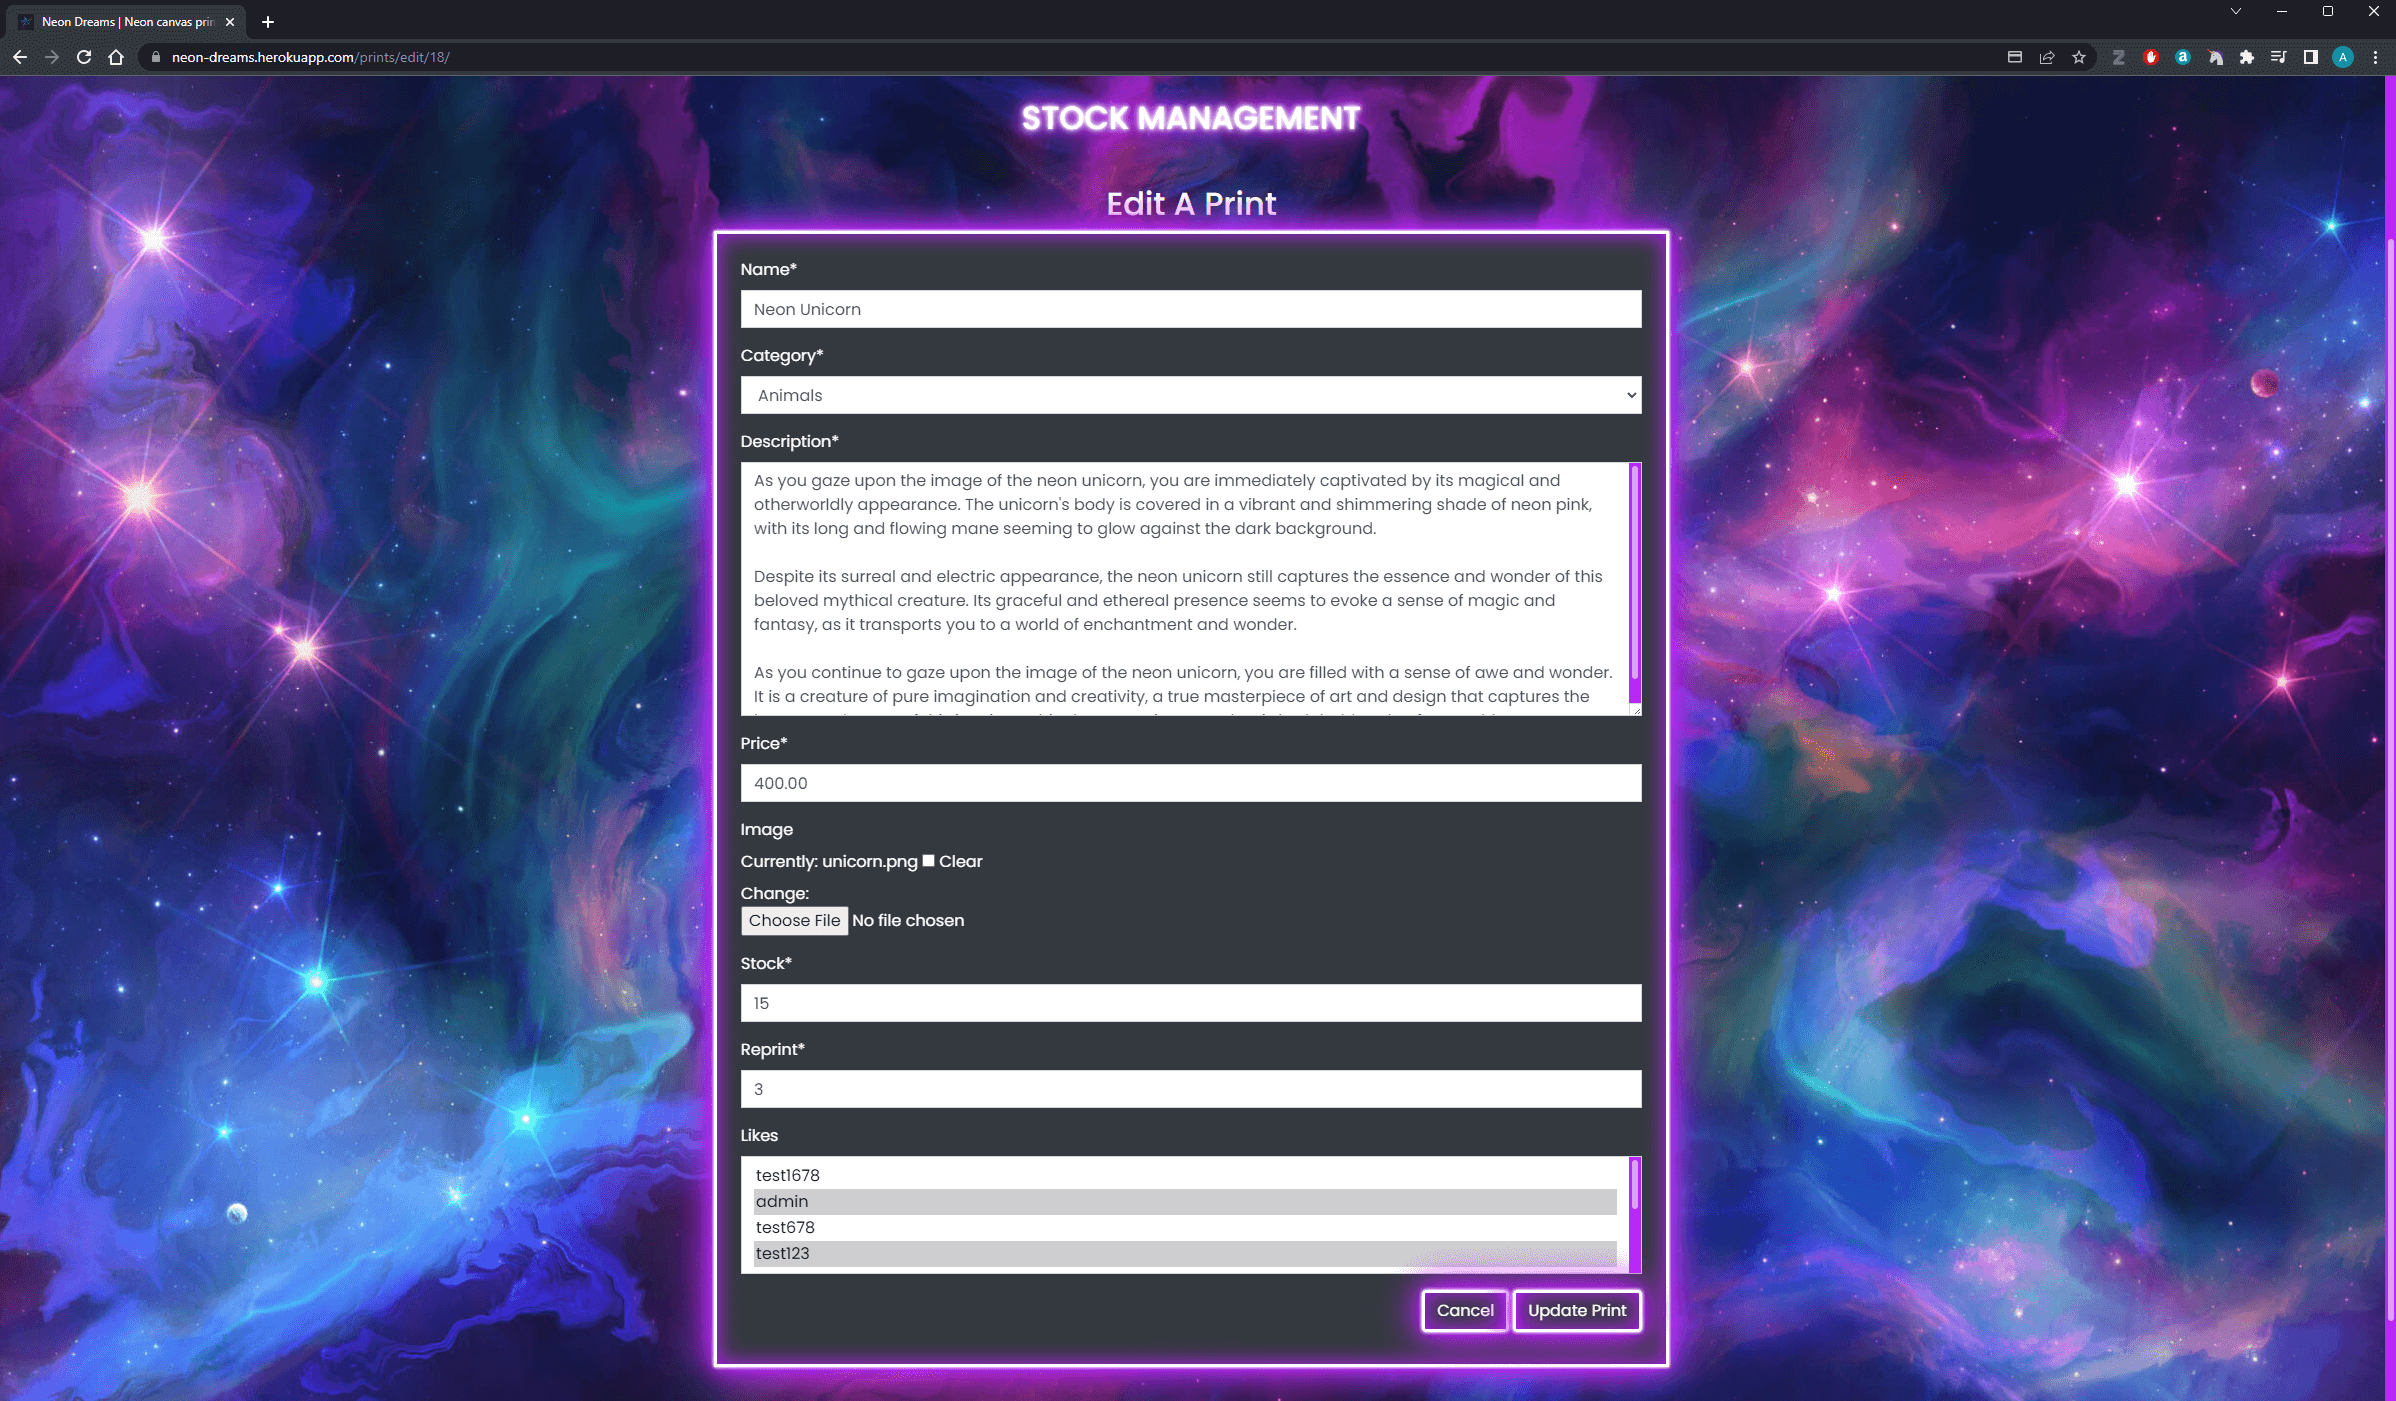 Neon Dreams | Neon canvas prin
neon-dreams.herokuapp.com/prints/edit/18/
STOCK MANAGEMENT
Edit A Print
Name*
Neon Unicorn
Category*
Animals
Description*
As you gaze upon the image of the neon unicorn, you are immediately captivated by its magical and
otherworldly appearance. The unicorn's body is covered in a vibrant and shimmering shade of neon pink,
with its long and flowing mane seeming to glow against the dark background.
Despite its surreal and electric appearance, the neon unicorn still captures the essence and wonder of this
beloved mythical creature. Its graceful and ethereal presence seems to evoke a sense of magic and
fantasy, as it transports you to a world of enchantment and wonder.
As you continue to gaze upon the image of the neon unicorn, you are filled with a sense of awe and wonder.
It is a creature of pure imagination and creativity, a true masterpiece of art and design that captures the
Price*
400.00
Image
Currently: unicorn.png Clear
Change:
Choose File No file chosen
Stock*
15
Reprint*
3
Likes
test1678
admin
test678
test123
Cancel Update Print